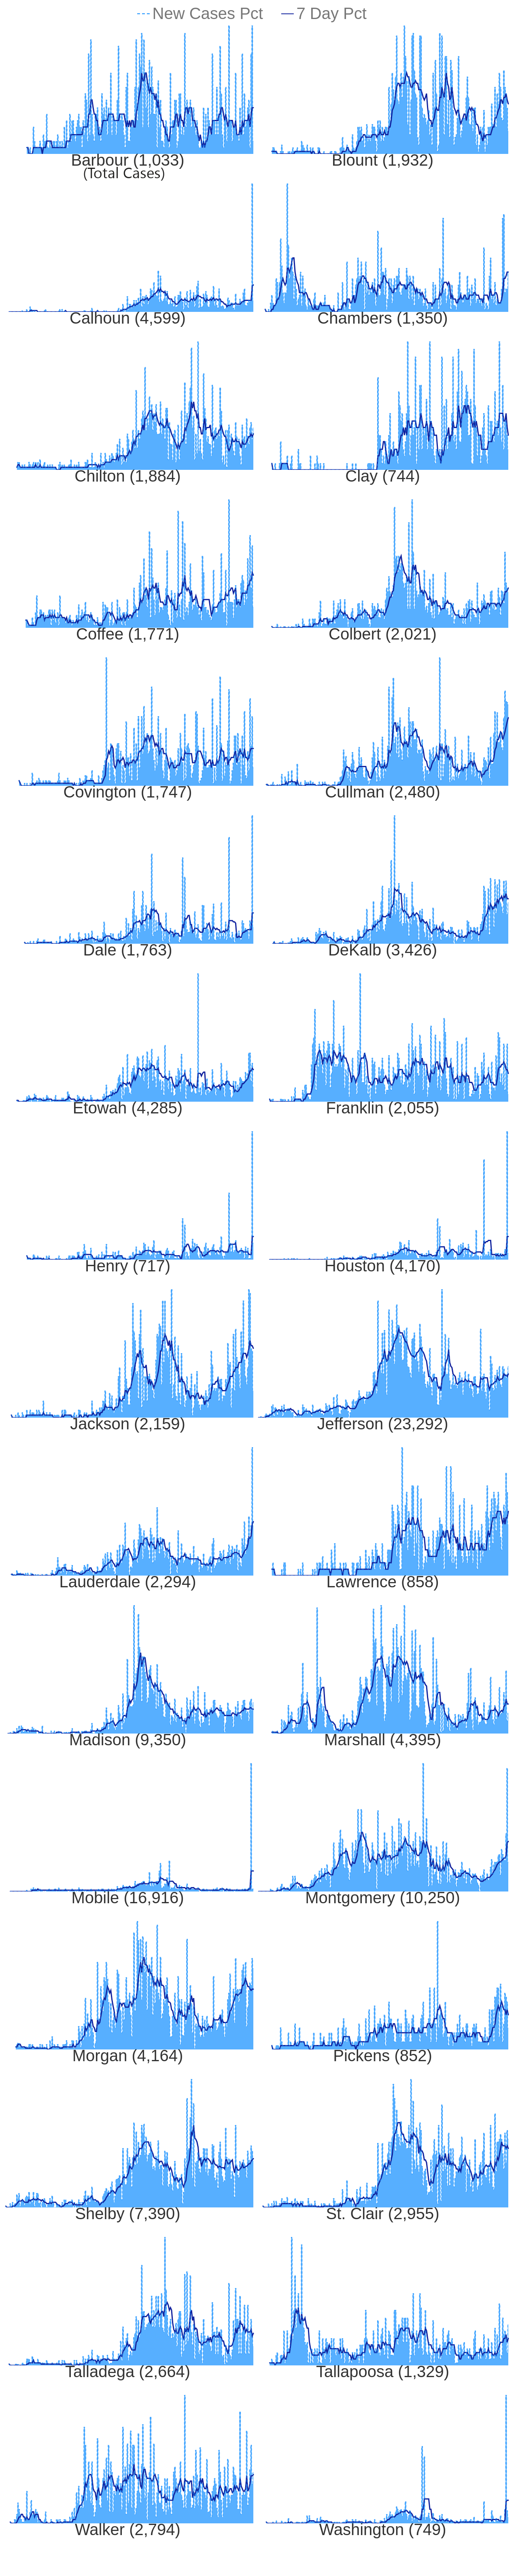 New Cases Pct 7 Day Pct
Barbour (1,033) Blount (1,932)
(Total Cases)
Calhoun (4,599) Chambers (1,350)
Chilton (1,884) Clay (744)
Coffee (1,771) Colbert (2,021)
Covington (1,747) Cullman (2,480)
Dale (1,763) DeKalb (3,426)
Etowah (4,285) Franklin (2,055)
Henry (717) Houston (4,170)
Jackson (2,159) Jefferson (23,292)
Lauderdale (2,294) Lawrence (858)
Madison (9,350) Marshall (4,395)
Mobile (16,916) Montgomery (10,250)
Morgan (4,164) Pickens (852)
Shelby (7,390) St. Clair (2,955)
Talladega (2,664) Tallapoosa (1,329)
Walker (2,794) Washington (749)